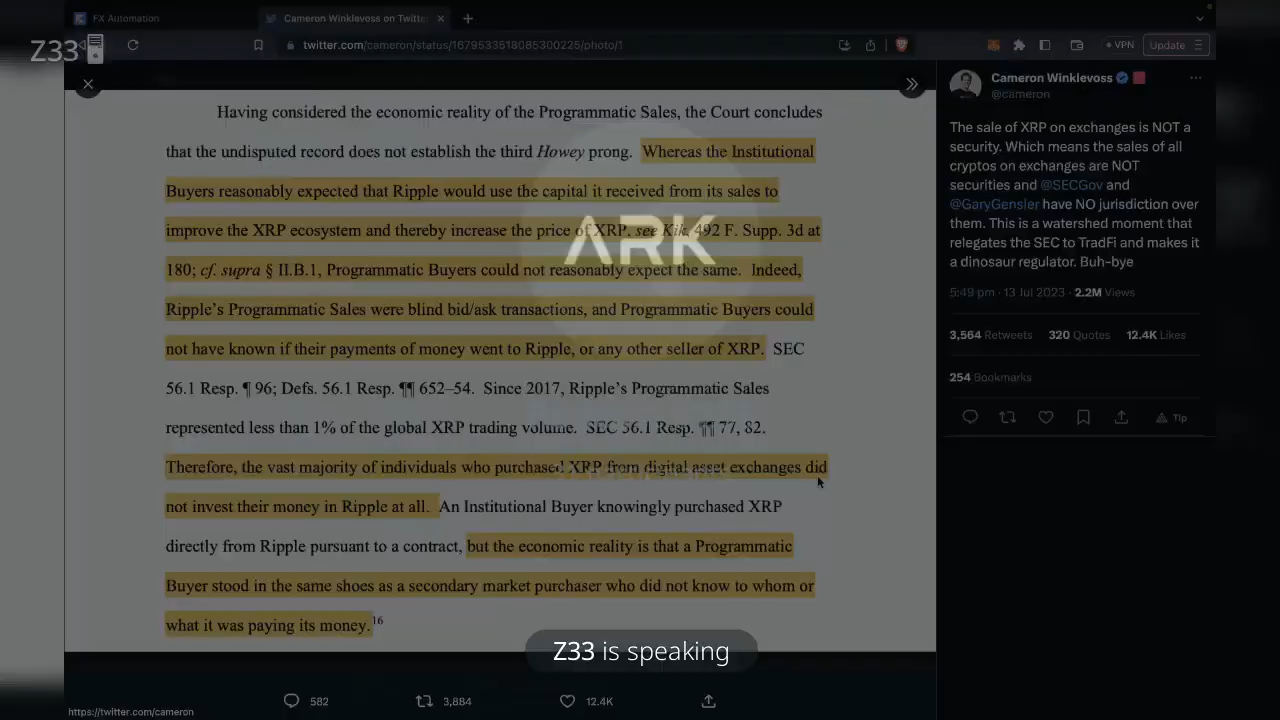 FX Automation
Cameron Winklevoss on Twitte
Z33
twitter.com/cameron/status/1679533518085300225/photo/1
VPN
Update
Having considered the economic reality of the Programmatic Sales, the Court concludes
that the undisputed record does not establish the third Howey prong. Whereas the Institutional
Buyers reasonably expected that Ripple would use the capital it received from its sales to
improve the XRP ecosystem and thereby increase the price of XRP, see Kik, 492 F. Supp. 3d at
180; cf. supra § II.B.1, Programmatic Buyers could not reasonably expect the same. Indeed,
Ripple's Programmatic Sales were blind bid/ask transactions, and Programmatic Buyers could
not have known if their payments of money went to Ripple, or any other seller of XRP. SEC
56.1 Resp. ¶ 96; Defs. 56.1 Resp. ¶¶ 652–54. Since 2017, Ripple's Programmatic Sales
represented less than 1% of the global XRP trading volume. SEC 56.1 Resp. ¶¶ 77, 82.
Therefore, the vast majority of individuals who purchased XRP from digital asset exchanges did
not invest their money in Ripple at all. An Institutional Buyer knowingly purchased XRP
directly from Ripple pursuant to a contract, but the economic reality is that a Programmatic
Buyer stood in the same shoes as a secondary market purchaser who did not know to whom or
what it was paying its money.16
ARK
Z33 is speaking
582
3,884
12.4K
https://twitter.com/cameron
Cameron Winklevoss
@cameron
The sale of XRP on exchanges is NOT a
security. Which means the sales of all
cryptos on exchanges are NOT
securities and @SECGov and
@GaryGensler have NO jurisdiction over
them. This is a watershed moment that
relegates the SEC to TradFi and makes it
a dinosaur regulator. Buh-bye
5:49 pm · 13 Jul 2023 · 2.2M Views
3,564 Retweets 320 Quotes 12.4K Likes
254 Bookmarks
Tip